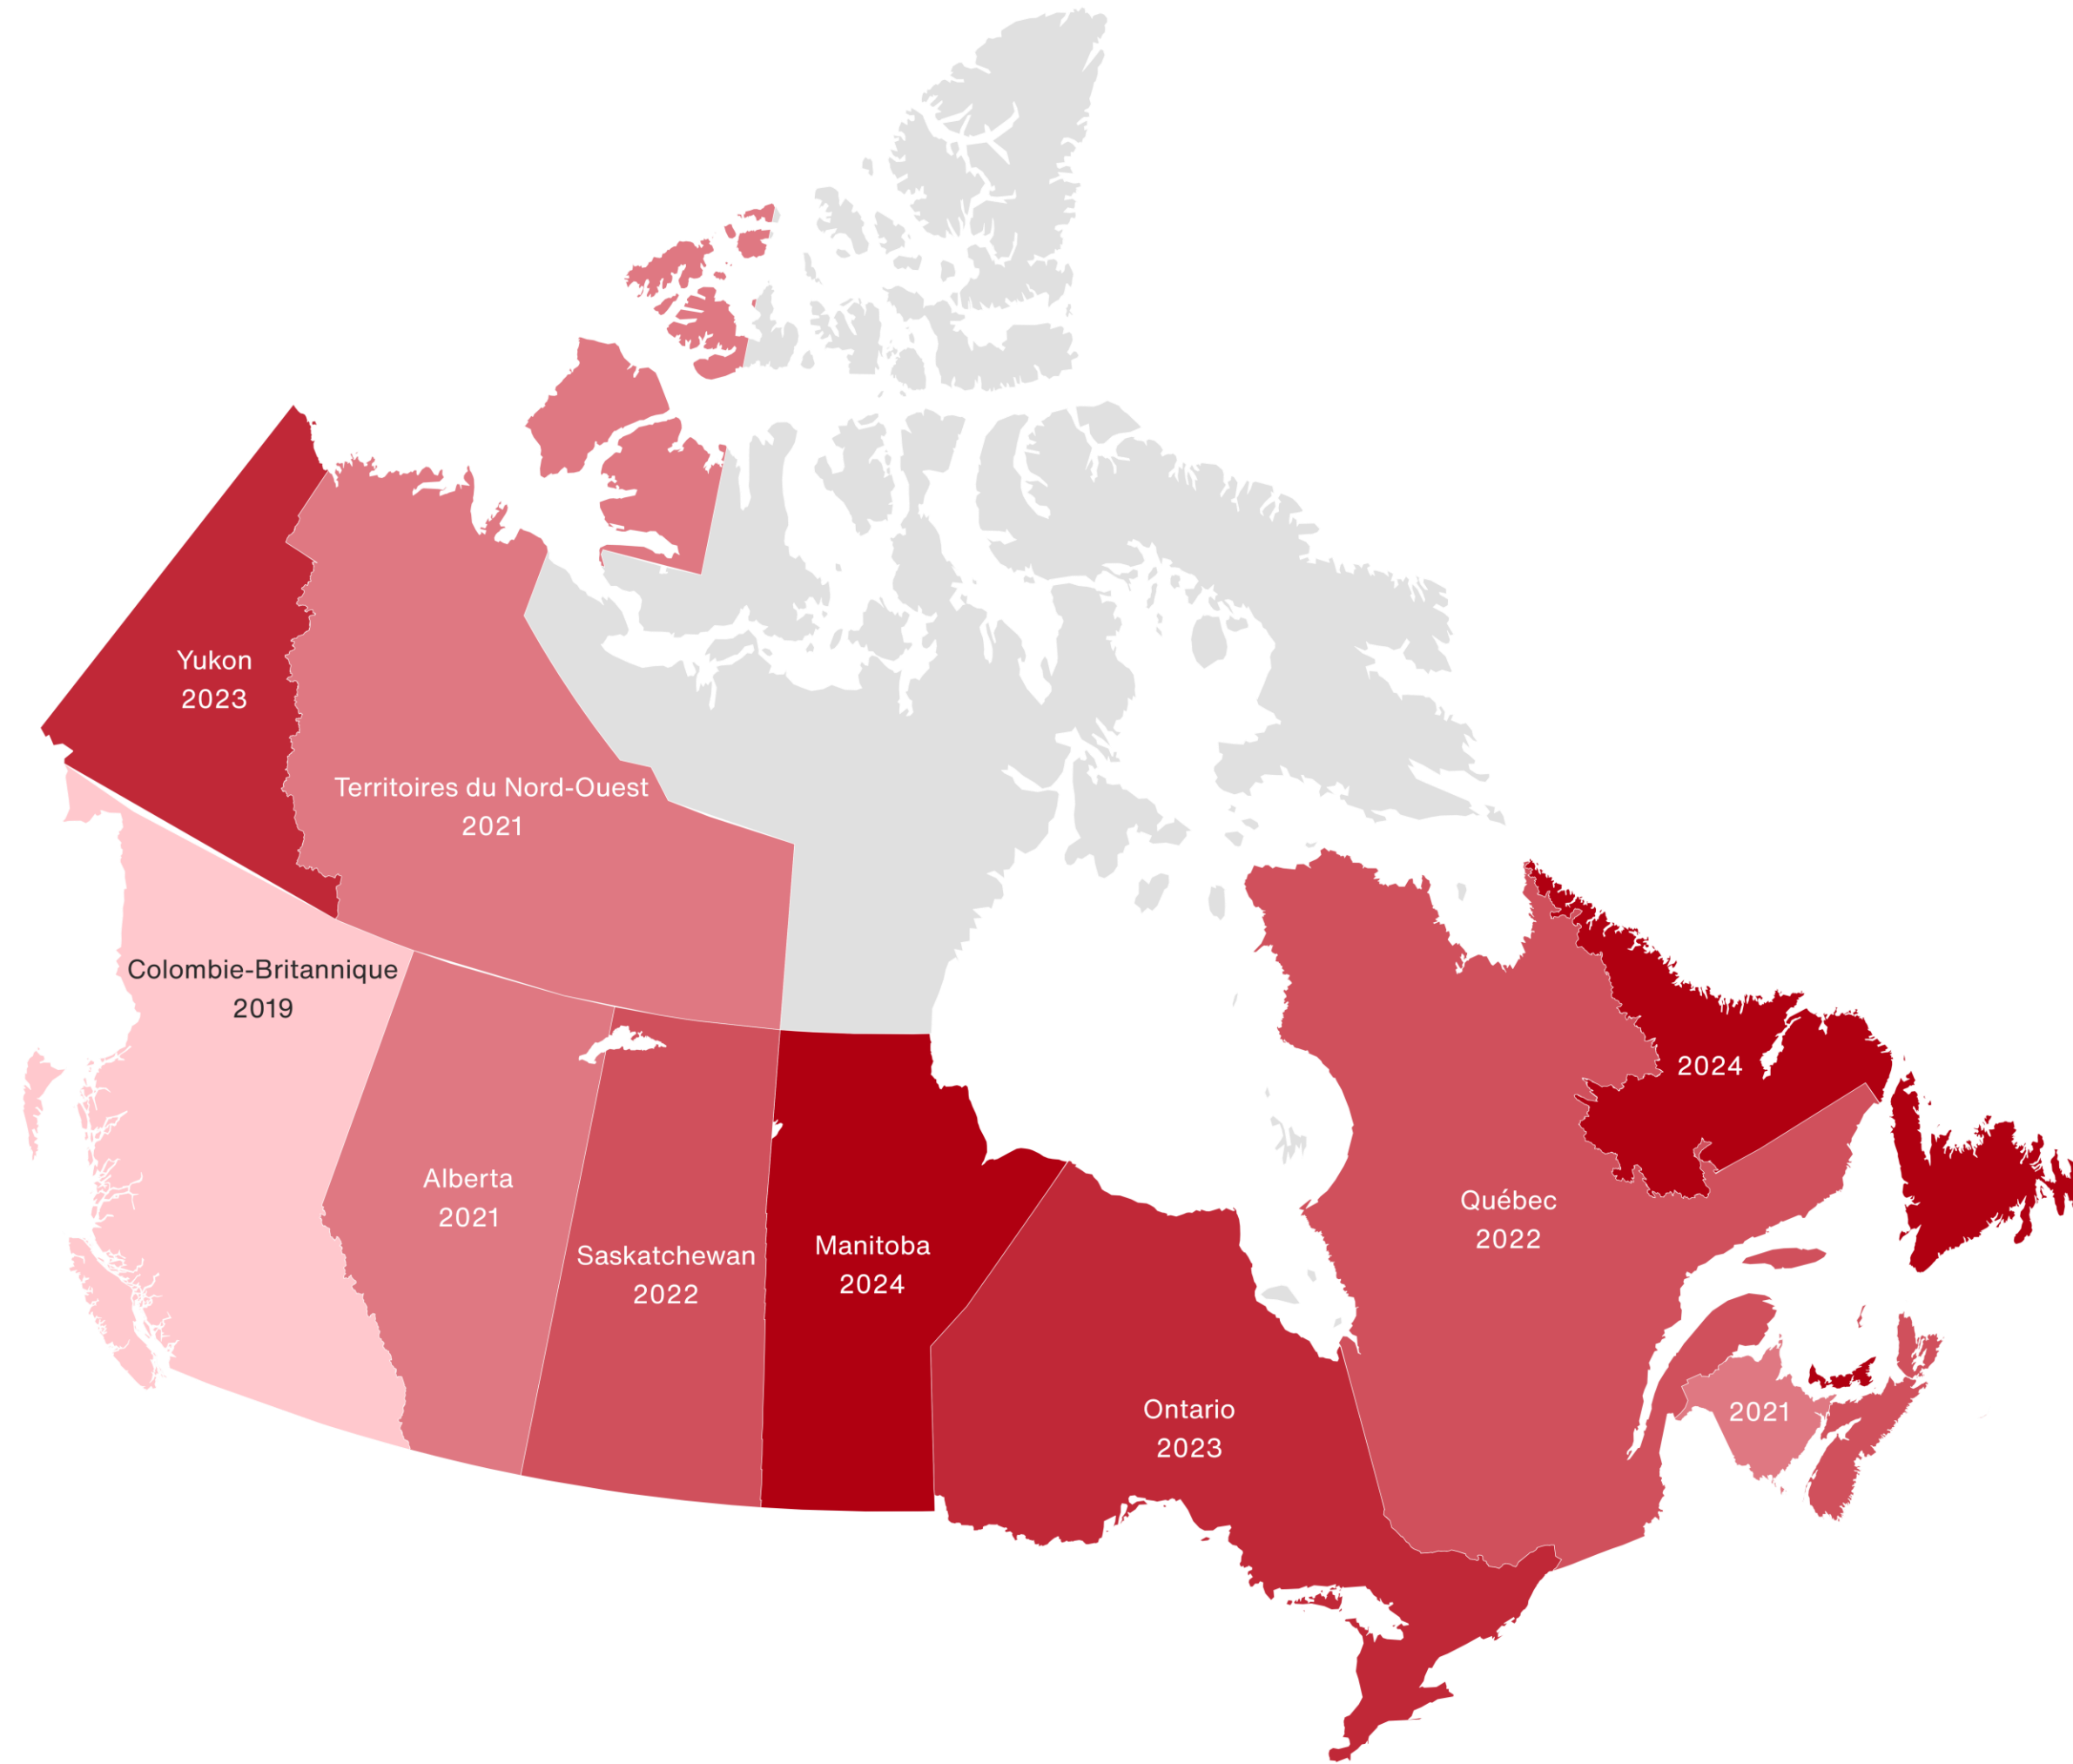 Yukon
2023
Territoires du Nord-Ouest
2021
Colombie-Britannique
2019
Alberta
2021
Saskatchewan
2022
Manitoba
2024
Ontario
2023
Québec
2022
2024
2021